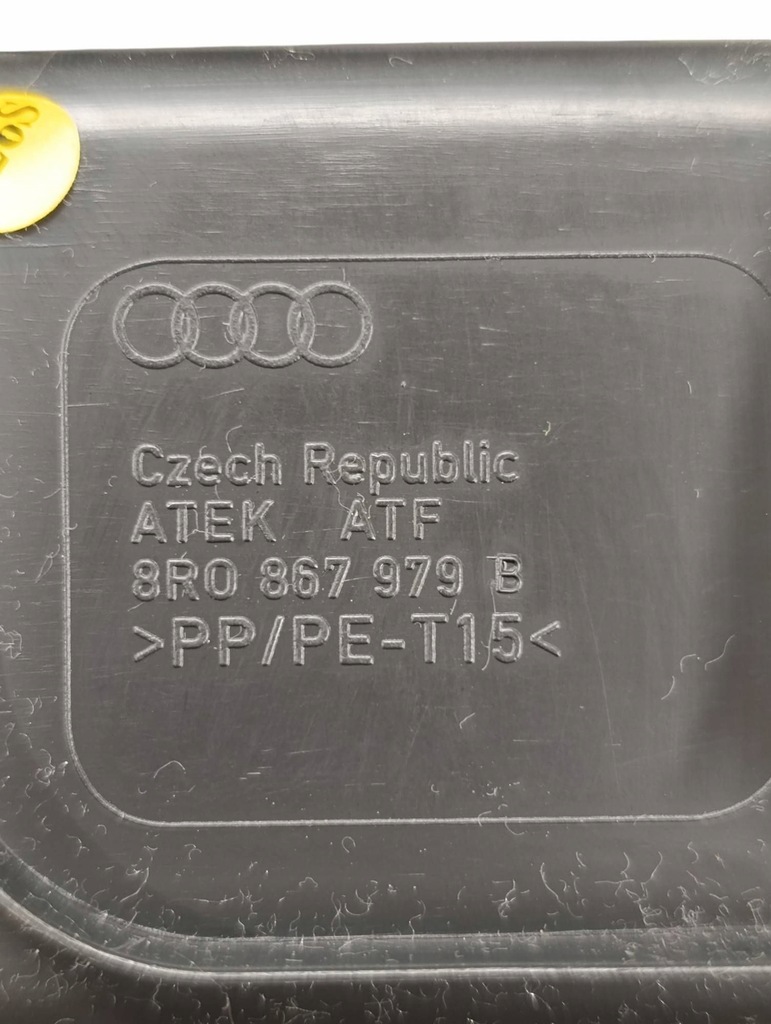 Czech Republic
ATEK ATF
8R0 867 979 B
>PP/PE-T15<